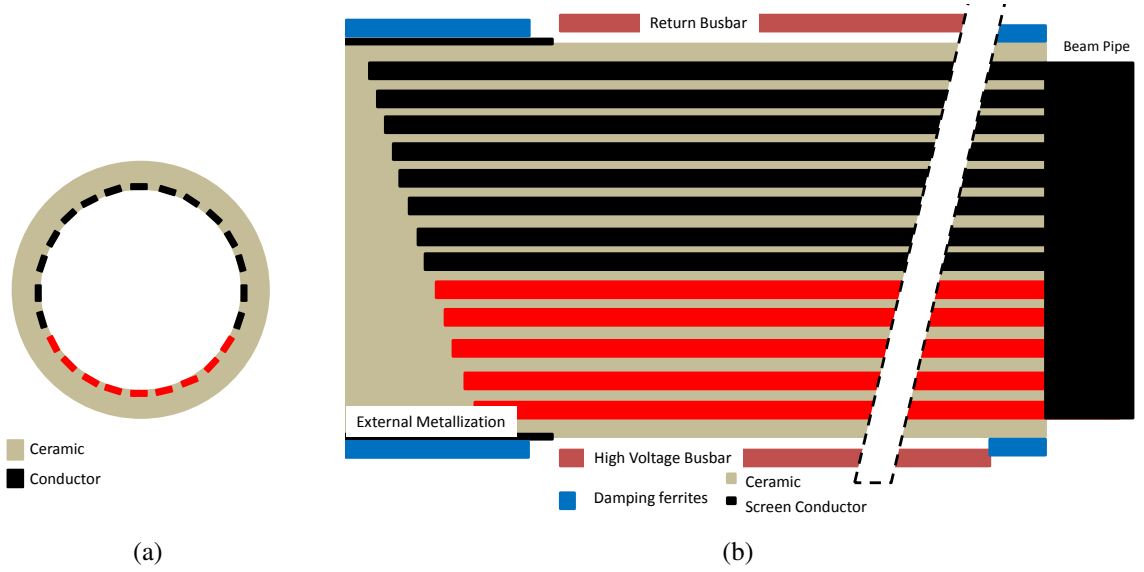 Return Busbar
Beam Pipe
External Metallization
Ceramic
Conductor
High Voltage Busbar
Ceramic
Damping ferrites
Screen Conductor
(a)
(b)